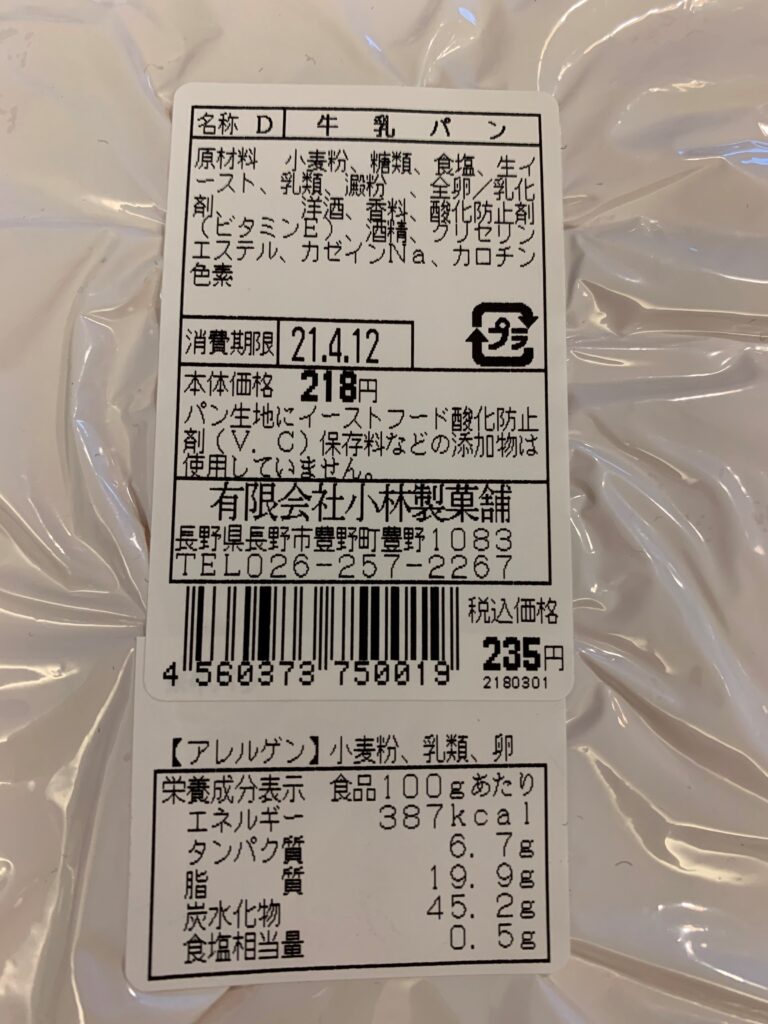 名称 D 牛乳パン
原材料 小麦粉、糖類、食塩、生イ
ースト、乳類、澱粉 、全卵／乳化
剤、 洋酒、香料、酸化防止剤
（ビタミンE）、酒精、グリセリン
エステル、カゼインNa、カロチン
色素
プラ
消費期限 21.4.12
本体価格 218円
パン生地にイーストフード酸化防止
剤（V．C）保存料などの添加物は
使用していません。
有限会社小林製菓舗
長野県長野市豊野町豊野1083
TEL026-257-2267
税込価格
235円
4 560373 750019
2180301
【アレルゲン】小麦粉、乳類、卵
栄養成分表示 食品100gあたり
エネルギー 387kcal
タンパク質 6.7g
脂質 19.9g
炭水化物 45.2g
食塩相当量 0.5g